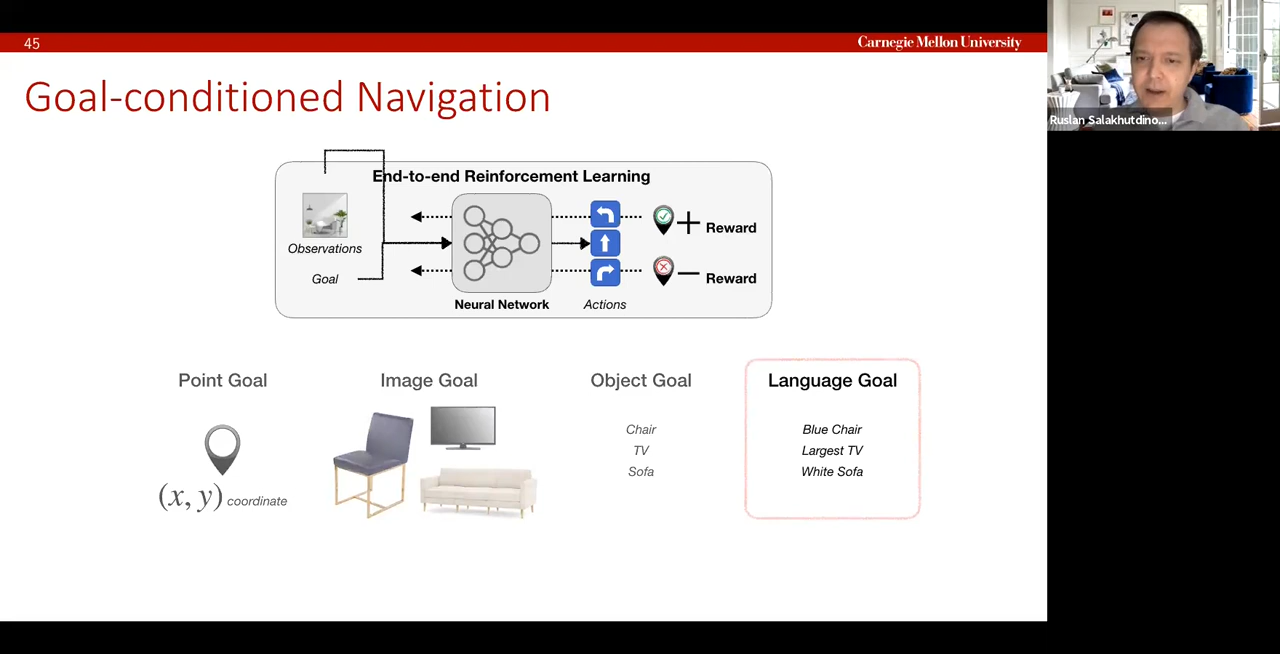 45
Carnegie Mellon University
Ruslan Salakhutdino...
Goal-conditioned Navigation
End-to-end Reinforcement Learning
Observations
Goal
Neural Network
Actions
+ Reward
— Reward
Point Goal
(x, y) coordinate
Image Goal
Object Goal
Chair
TV
Sofa
Language Goal
Blue Chair
Largest TV
White Sofa